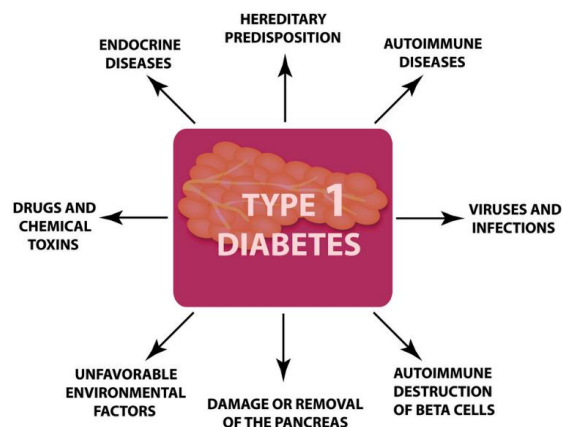 HEREDITARY
PREDISPOSITION
ENDOCRINE
DISEASES
AUTOIMMUNE
DISEASES
DRUGS AND
CHEMICAL
TOXINS
TYPE 1
DIABETES
VIRUSES AND
INFECTIONS
UNFAVORABLE
ENVIRONMENTAL
FACTORS
DAMAGE OR REMOVAL
OF THE PANCREAS
AUTOIMMUNE
DESTRUCTION
OF BETA CELLS